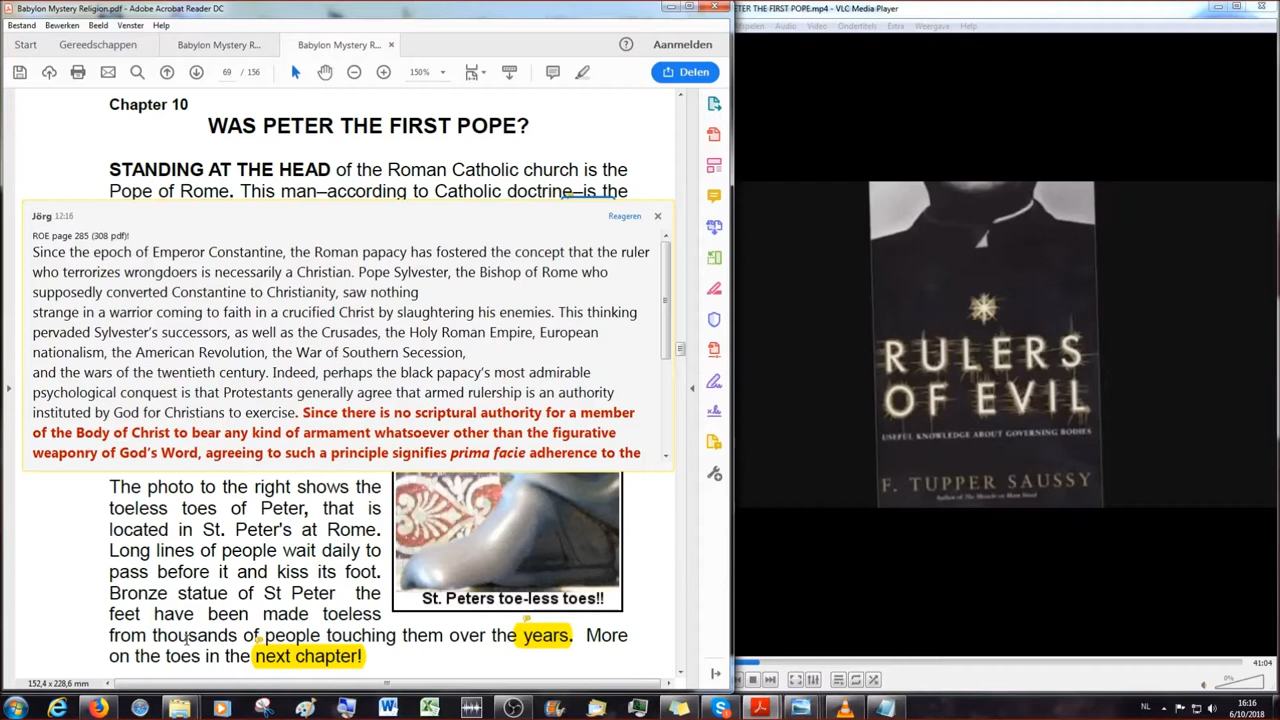 Babylon Mystery Religion.pdf - Adobe Acrobat Reader DC
Bestand Bewerken Beeld Venster Help
Start Gereedschappen Babylon Mystery R... Babylon Mystery R... × Aanmelden
69 / 156 150% Delen
Chapter 10
WAS PETER THE FIRST POPE?
STANDING AT THE HEAD of the Roman Catholic church is the
Pope of Rome. This man–according to Catholic doctrine–is the
Jörg 12:16 Reageren
ROE page 285 (308 pdf)!
Since the epoch of Emperor Constantine, the Roman papacy has fostered the concept that the ruler
who terrorizes wrongdoers is necessarily a Christian. Pope Sylvester, the Bishop of Rome who
supposedly converted Constantine to Christianity, saw nothing
strange in a warrior coming to faith in a crucified Christ by slaughtering his enemies. This thinking
pervaded Sylvester's successors, as well as the Crusades, the Holy Roman Empire, European
nationalism, the American Revolution, the War of Southern Secession,
and the wars of the twentieth century. Indeed, perhaps the black papacy's most admirable
psychological conquest is that Protestants generally agree that armed rulership is an authority
instituted by God for Christians to exercise. Since there is no scriptural authority for a member
of the Body of Christ to bear any kind of armament whatsoever other than the figurative
weaponry of God's Word, agreeing to such a principle signifies prima facie adherence to the
The photo to the right shows the
toeless toes of Peter, that is
located in St. Peter's at Rome.
Long lines of people wait daily to
pass before it and kiss its foot.
Bronze statue of St Peter the
feet have been made toeless
from thousands of people touching them over the years. More
on the toes in the next chapter!
St. Peters toe-less toes!!
152,4 x 228,6 mm
ETER THE FIRST POPE.mp4 - VLC Media Player
Afspelen Audio Video Ondertitels Extra Weergave Help
RULERS
OF EVIL
USEFUL KNOWLEDGE ABOUT GOVERNING BODIES
F. TUPPER SAUSSY
41:04
0%
NL
16:16
6/10/2018